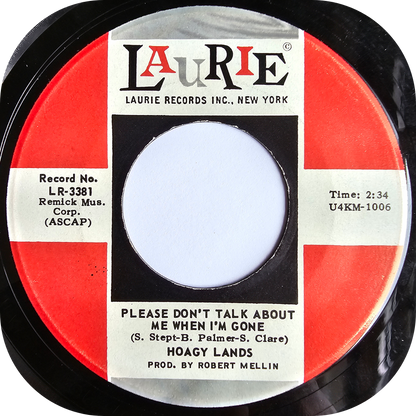 LAuRIE ©
LAURIE RECORDS INC., NEW YORK
Record No.
LR-3381
Remick Mus.
Corp.
(ASCAP)
Time: 2:34
U4KM-1006
PLEASE DON'T TALK ABOUT
ME WHEN I'M GONE
(S. Stept-B. Palmer-S. Clare)
HOAGY LANDS
PROD. BY ROBERT MELLIN